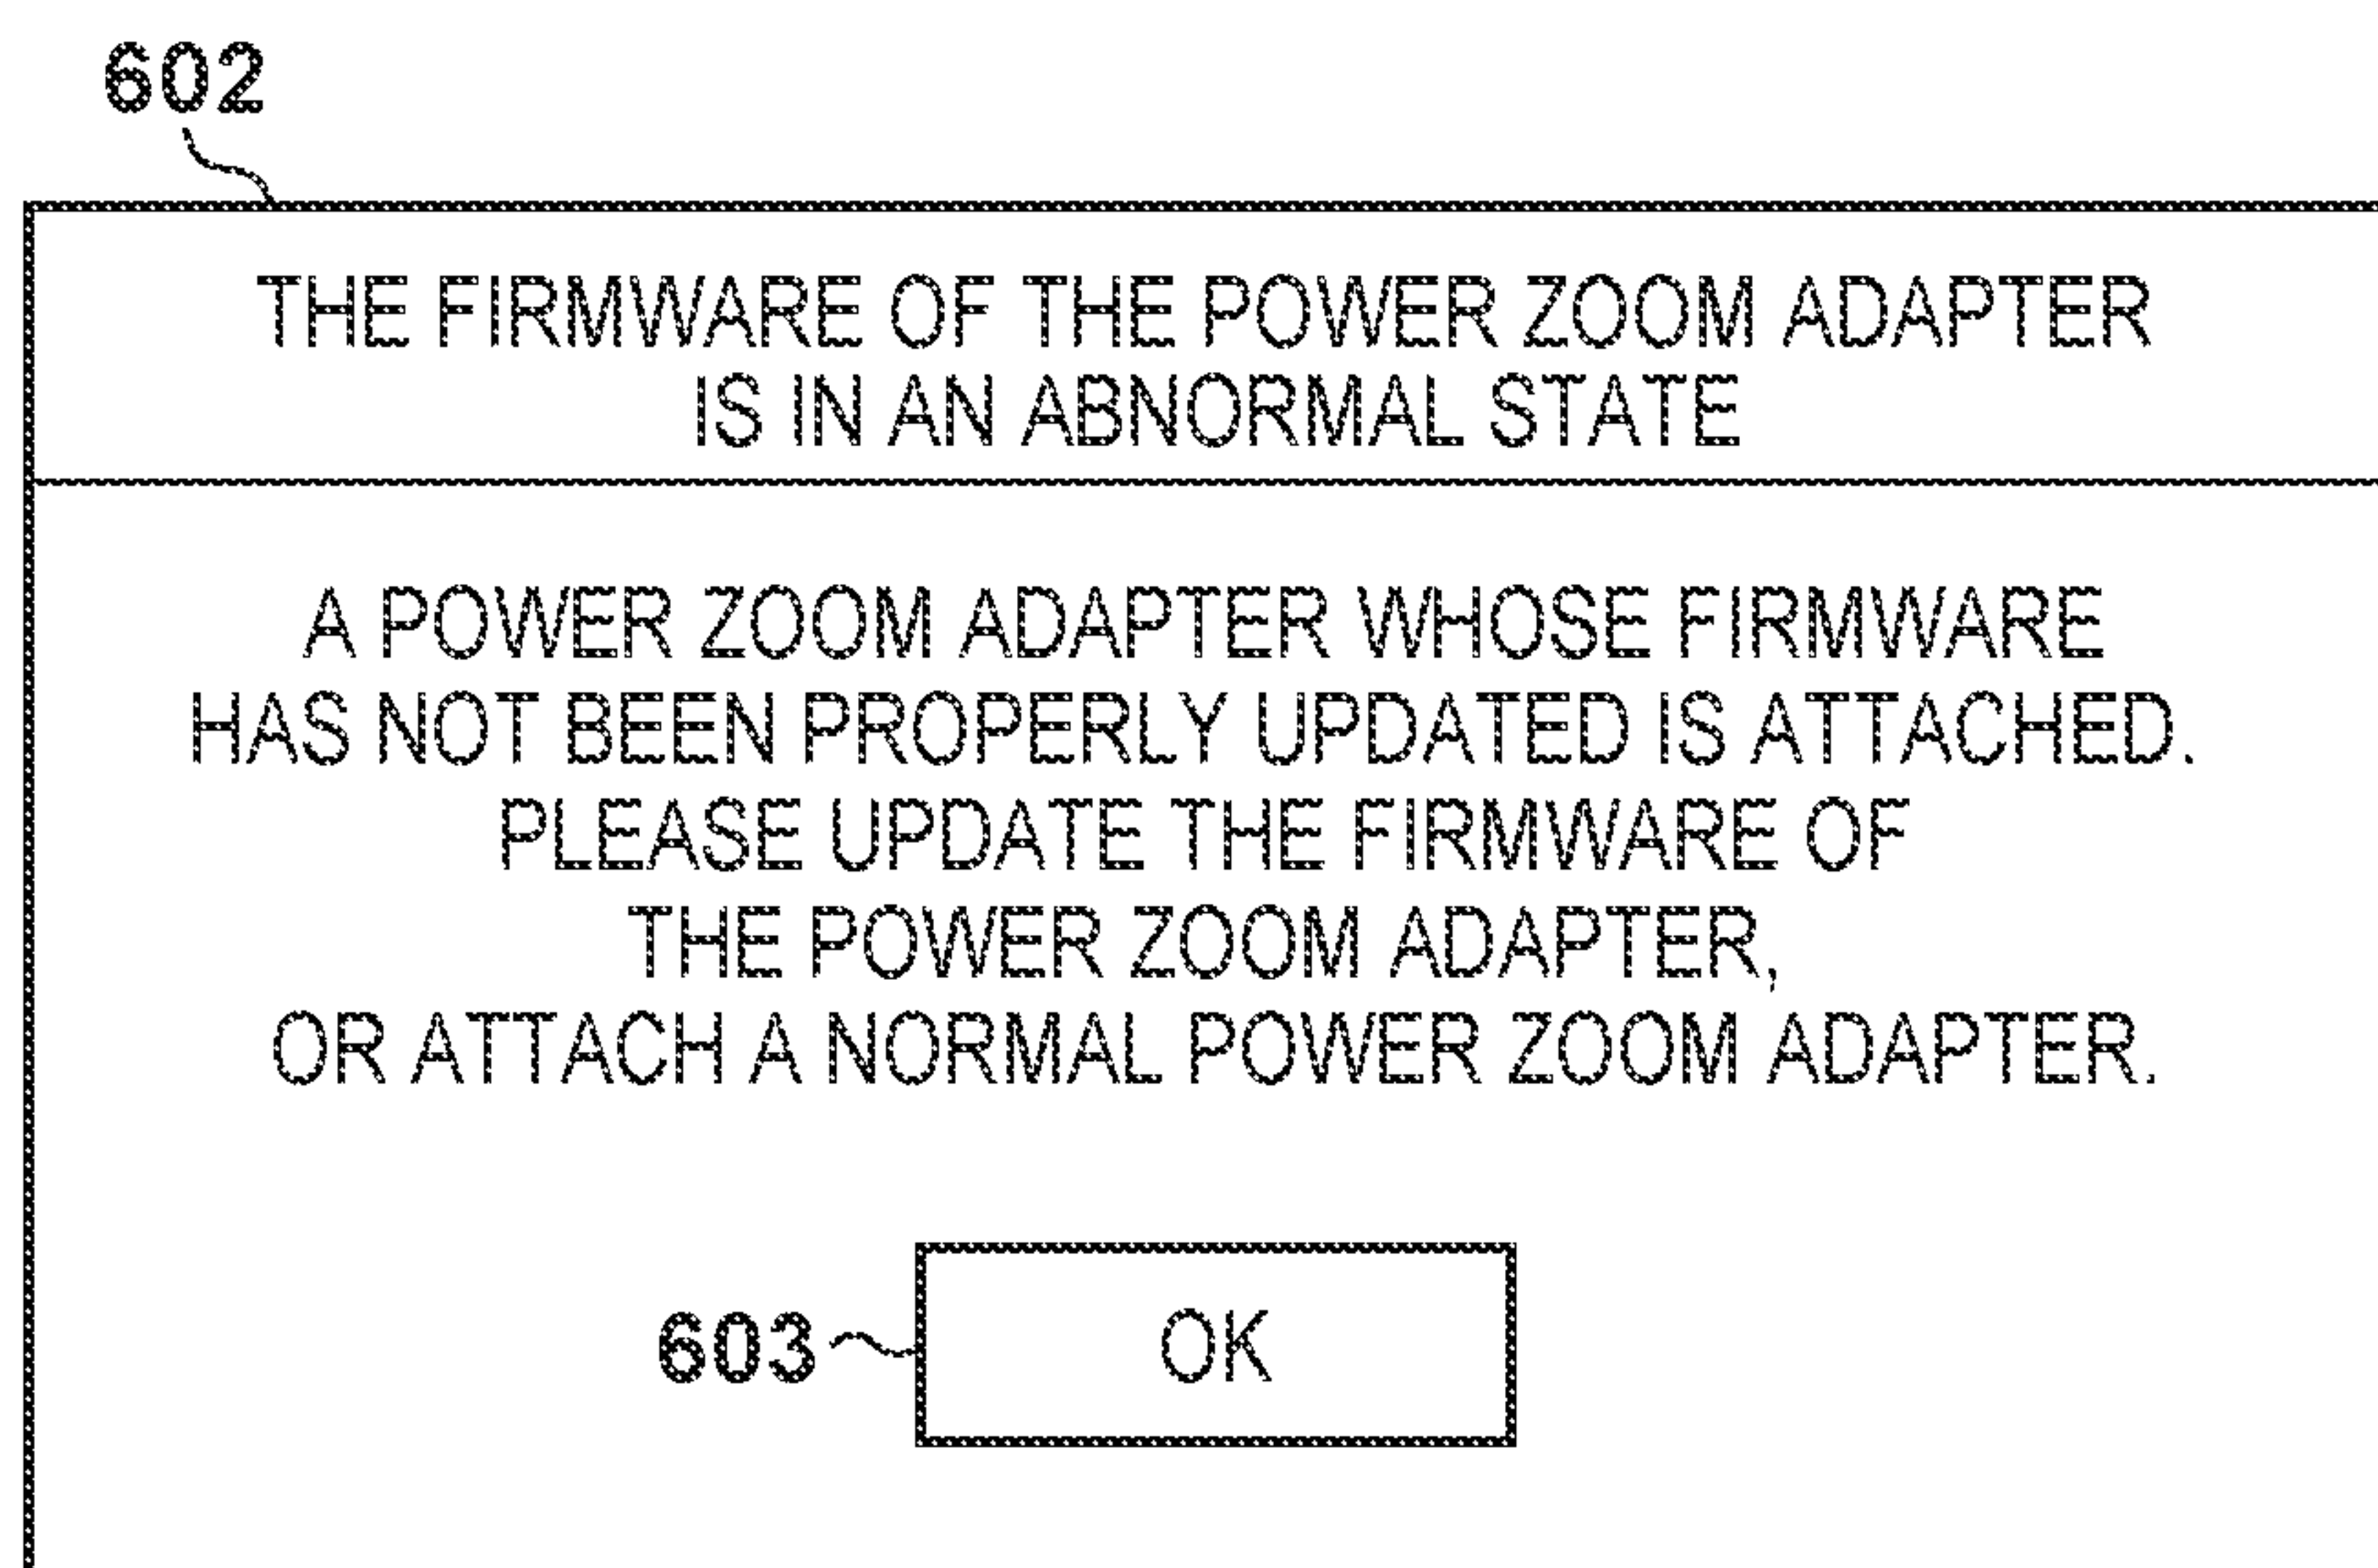 602
THE FIRMWARE OF THE POWER ZOOM ADAPTER
IS IN AN ABNORMAL STATE
A POWER ZOOM ADAPTER WHOSE FIRMWARE
HAS NOT BEEN PROPERLY UPDATED IS ATTACHED.
PLEASE UPDATE THE FIRMWARE OF
THE POWER ZOOM ADAPTER,
OR ATTACH A NORMAL POWER ZOOM ADAPTER.
603 OK